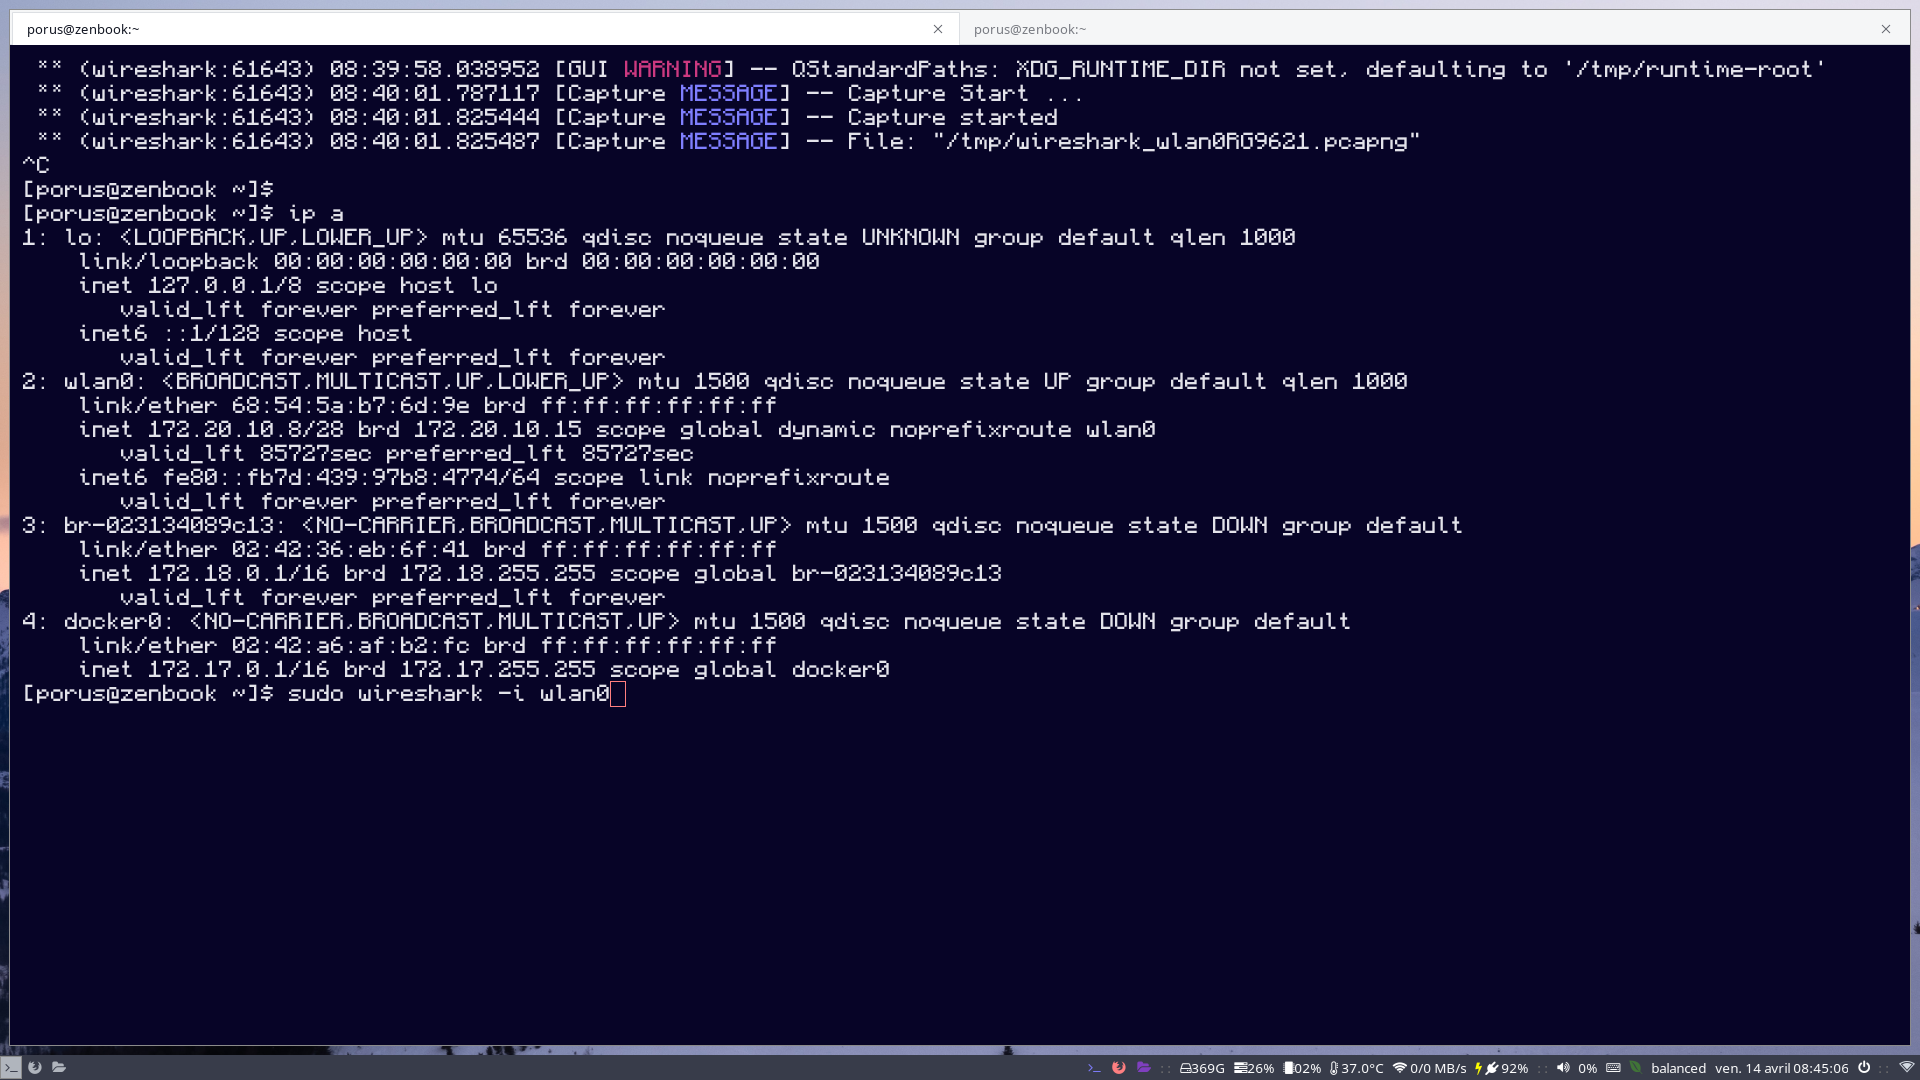 porus@zenbook:~
porus@zenbook:~
** (wireshark:61643) 08:39:58.038952 [GUI WARNING] -- QStandardPaths: XDG_RUNTIME_DIR not set, defaulting to '/tmp/runtime-root'
** (wireshark:61643) 08:40:01.787117 [Capture MESSAGE] -- Capture Start ...
** (wireshark:61643) 08:40:01.825444 [Capture MESSAGE] -- Capture started
** (wireshark:61643) 08:40:01.825487 [Capture MESSAGE] -- File: "/tmp/wireshark_wlan0RG9621.pcapng"
^C
[porus@zenbook ~]$
[porus@zenbook ~]$ ip a
1: lo: <LOOPBACK,UP,LOWER_UP> mtu 65536 qdisc noqueue state UNKNOWN group default qlen 1000
link/loopback 00:00:00:00:00:00 brd 00:00:00:00:00:00
inet 127.0.0.1/8 scope host lo
valid_lft forever preferred_lft forever
inet6 ::1/128 scope host
valid_lft forever preferred_lft forever
2: wlan0: <BROADCAST,MULTICAST,UP,LOWER_UP> mtu 1500 qdisc noqueue state UP group default qlen 1000
link/ether 68:54:5a:b7:6d:9e brd ff:ff:ff:ff:ff:ff
inet 172.20.10.8/28 brd 172.20.10.15 scope global dynamic noprefixroute wlan0
valid_lft 85727sec preferred_lft 85727sec
inet6 fe80::fb7d:439:97b8:4774/64 scope link noprefixroute
valid_lft forever preferred_lft forever
3: br-023134089c13: <NO-CARRIER,BROADCAST,MULTICAST,UP> mtu 1500 qdisc noqueue state DOWN group default
link/ether 02:42:36:eb:6f:41 brd ff:ff:ff:ff:ff:ff
inet 172.18.0.1/16 brd 172.18.255.255 scope global br-023134089c13
valid_lft forever preferred_lft forever
4: docker0: <NO-CARRIER,BROADCAST,MULTICAST,UP> mtu 1500 qdisc noqueue state DOWN group default
link/ether 02:42:a6:af:b2:fc brd ff:ff:ff:ff:ff:ff
inet 172.17.0.1/16 brd 172.17.255.255 scope global docker0
[porus@zenbook ~]$ sudo wireshark -i wlan0
369G 26% 02% 37.0°C 0/0 MB/s 92% :: 0% balanced ven. 14 avril 08:45:06